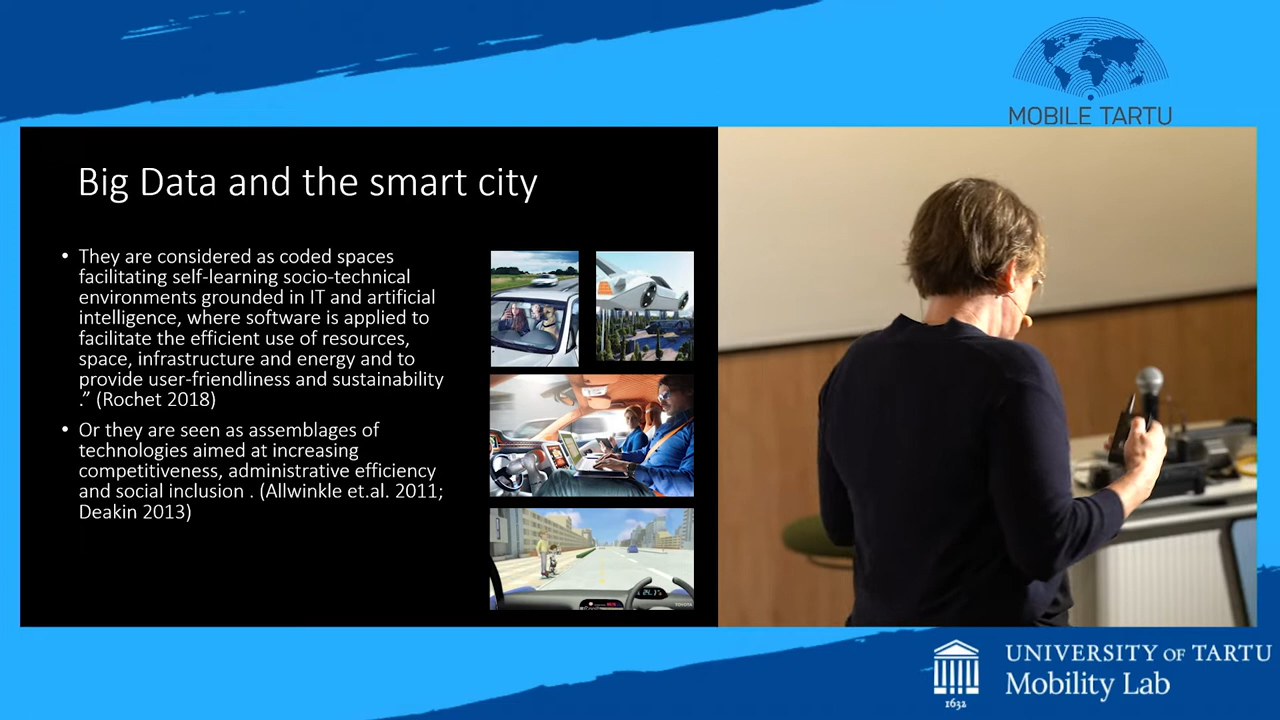 MOBILE TARTU
Big Data and the smart city
• They are considered as coded spaces
facilitating self-learning socio-technical
environments grounded in IT and artificial
intelligence, where software is applied to
facilitate the efficient use of resources,
space, infrastructure and energy and to
provide user-friendliness and sustainability
.” (Rochet 2018)
• Or they are seen as assemblages of
technologies aimed at increasing
competitiveness, administrative efficiency
and social inclusion . (Allwinkle et.al. 2011;
Deakin 2013)
TOYOTA
1632
UNIVERSITY OF TARTU
Mobility Lab